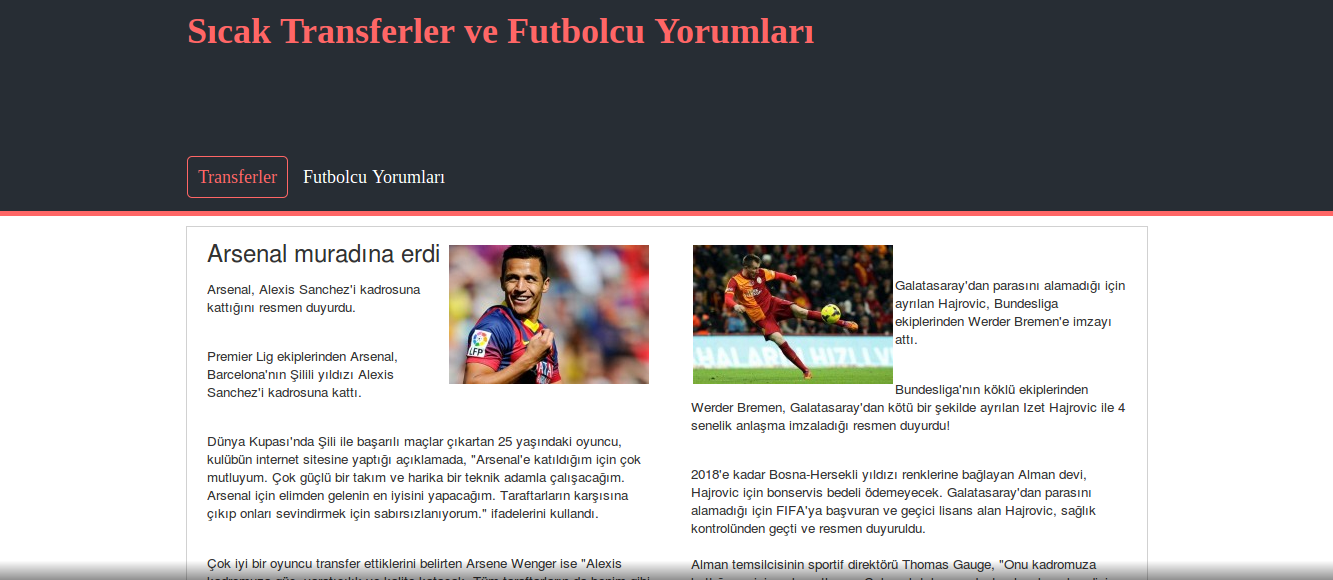 Sıcak Transferler ve Futbolcu Yorumları
Transferler
Futbolcu Yorumları
Arsenal muradına erdi
Arsenal, Alexis Sanchez'i kadrosuna
kattığını resmen duyurdu.
Premier Lig ekiplerinden Arsenal,
Barcelona'nın Şilili yıldızı Alexis
Sanchez'i kadrosuna kattı.
LFP
Dünya Kupası'nda Şili ile başarılı maçlar çıkartan 25 yaşındaki oyuncu,
kulübün internet sitesine yaptığı açıklamada, "Arsenal'e katıldığım için çok
mutluyum. Çok güçlü bir takım ve harika bir teknik adamla çalışacağım.
Arsenal için elimden gelenin en iyisini yapacağım. Taraftarların karşısına
çıkıp onları sevindirmek için sabırsızlanıyorum." ifadelerini kullandı.
Çok iyi bir oyuncu transfer ettiklerini belirten Arsene Wenger ise "Alexis
Galatasaray'dan parasını alamadığı için
ayrılan Hajrovic, Bundesliga
ekiplerinden Werder Bremen'e imzayı
attı.
Bundesliga'nın köklü ekiplerinden
Werder Bremen, Galatasaray'dan kötü bir şekilde ayrılan Izet Hajrovic ile 4
senelik anlaşma imzaladığı resmen duyurdu!
2018'e kadar Bosna-Hersekli yıldızı renklerine bağlayan Alman devi,
Hajrovic için bonservis bedeli ödemeyecek. Galatasaray'dan parasını
alamadığı için FIFA'ya başvuran ve geçici lisans alan Hajrovic, sağlık
kontrolünden geçti ve resmen duyuruldu.
Alman temsilcisinin sportif direktörü Thomas Gauge, "Onu kadromuza